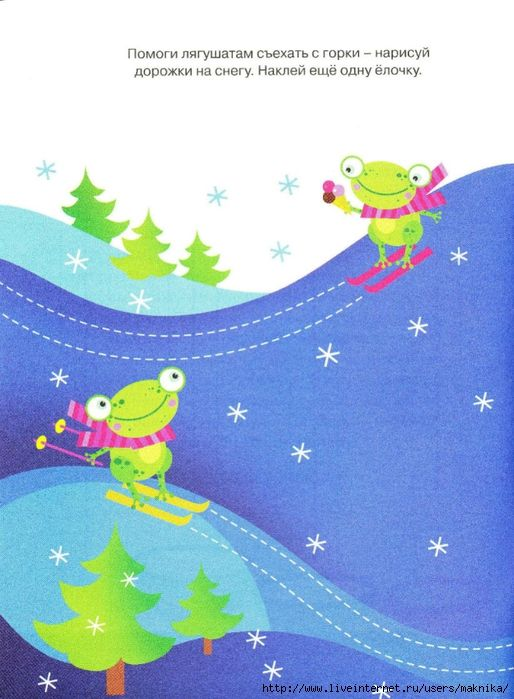 Помоги лягушатам съехать с горки – нарисуй
дорожки на снегу. Наклей ещё одну ёлочку.
http://www.liveinternet.ru/users/maknika/